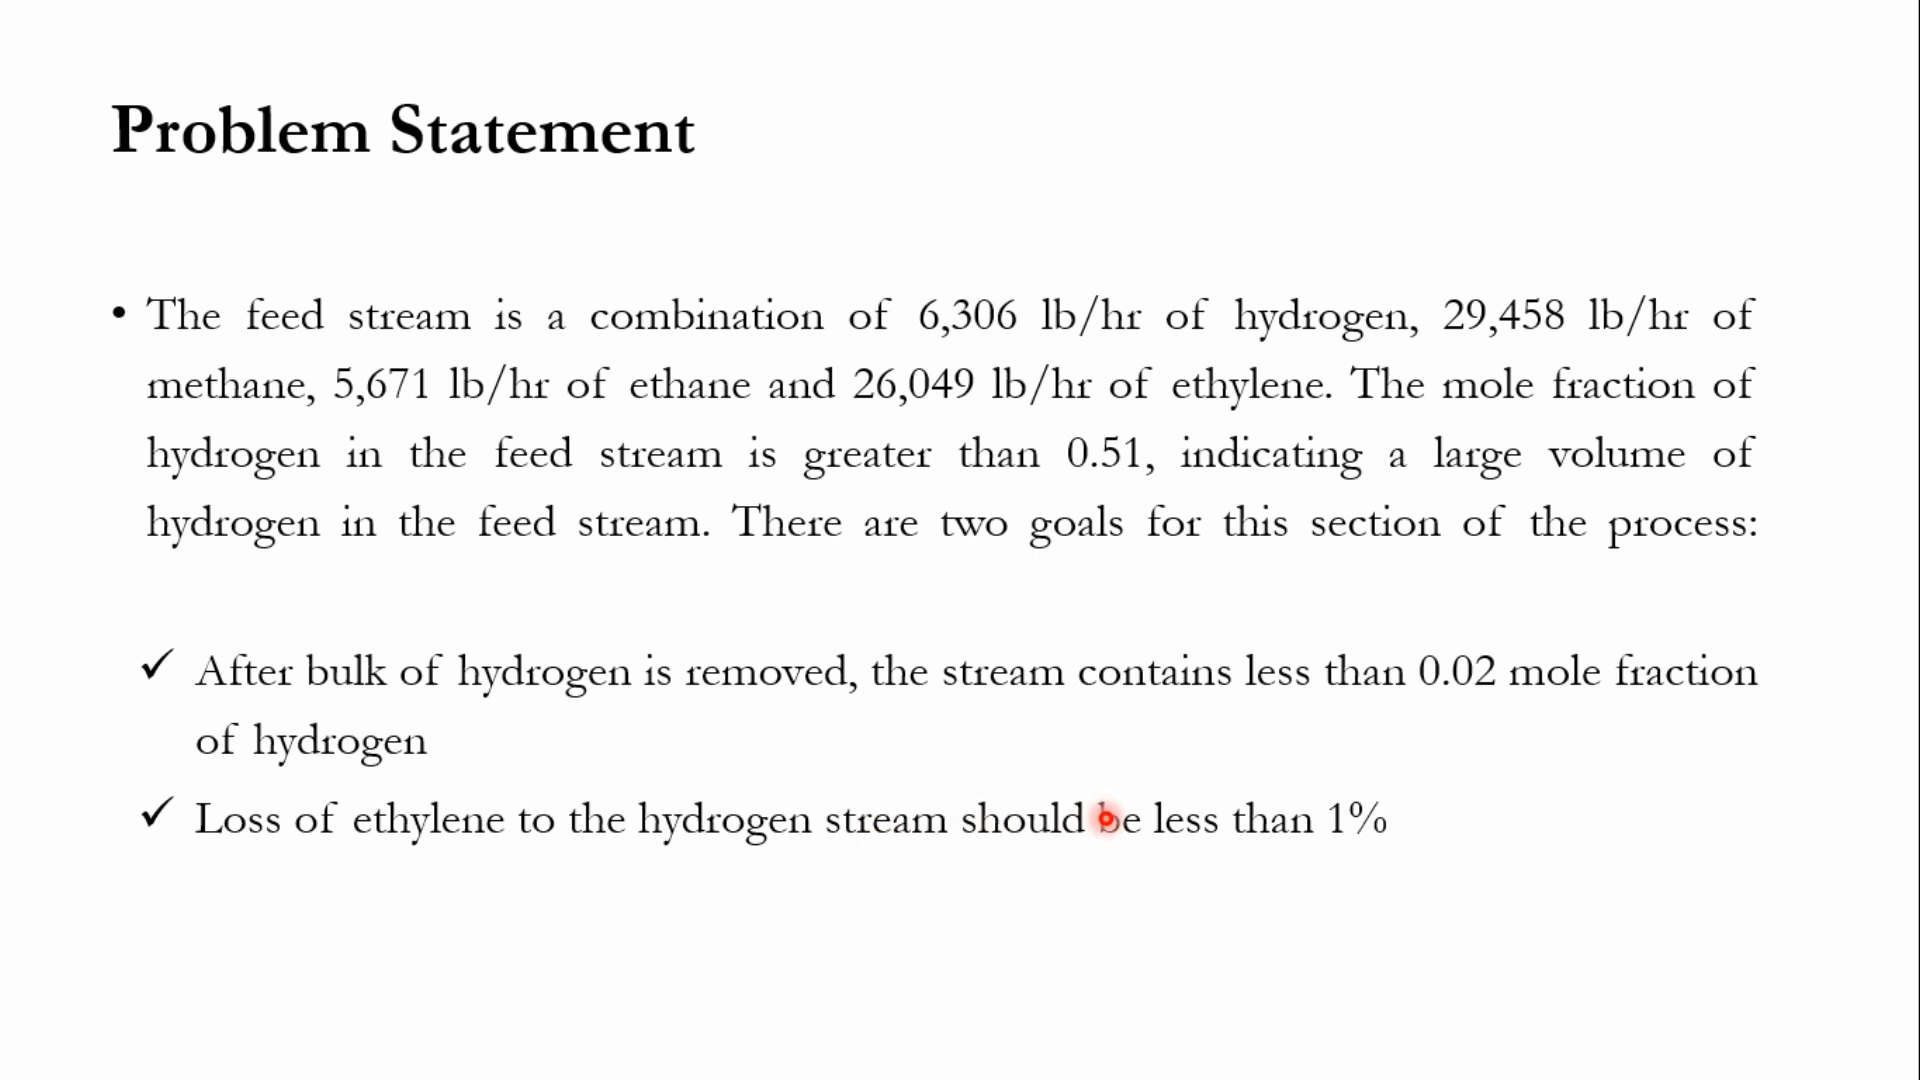 Problem Statement
• The feed stream is a combination of 6,306 lb/hr of hydrogen, 29,458 lb/hr of
methane, 5,671 lb/hr of ethane and 26,049 lb/hr of ethylene. The mole fraction of
hydrogen in the feed stream is greater than 0.51, indicating a large volume of
hydrogen in the feed stream. There are two goals for this section of the process:
✓ After bulk of hydrogen is removed, the stream contains less than 0.02 mole fraction
of hydrogen
✓ Loss of ethylene to the hydrogen stream should be less than 1%